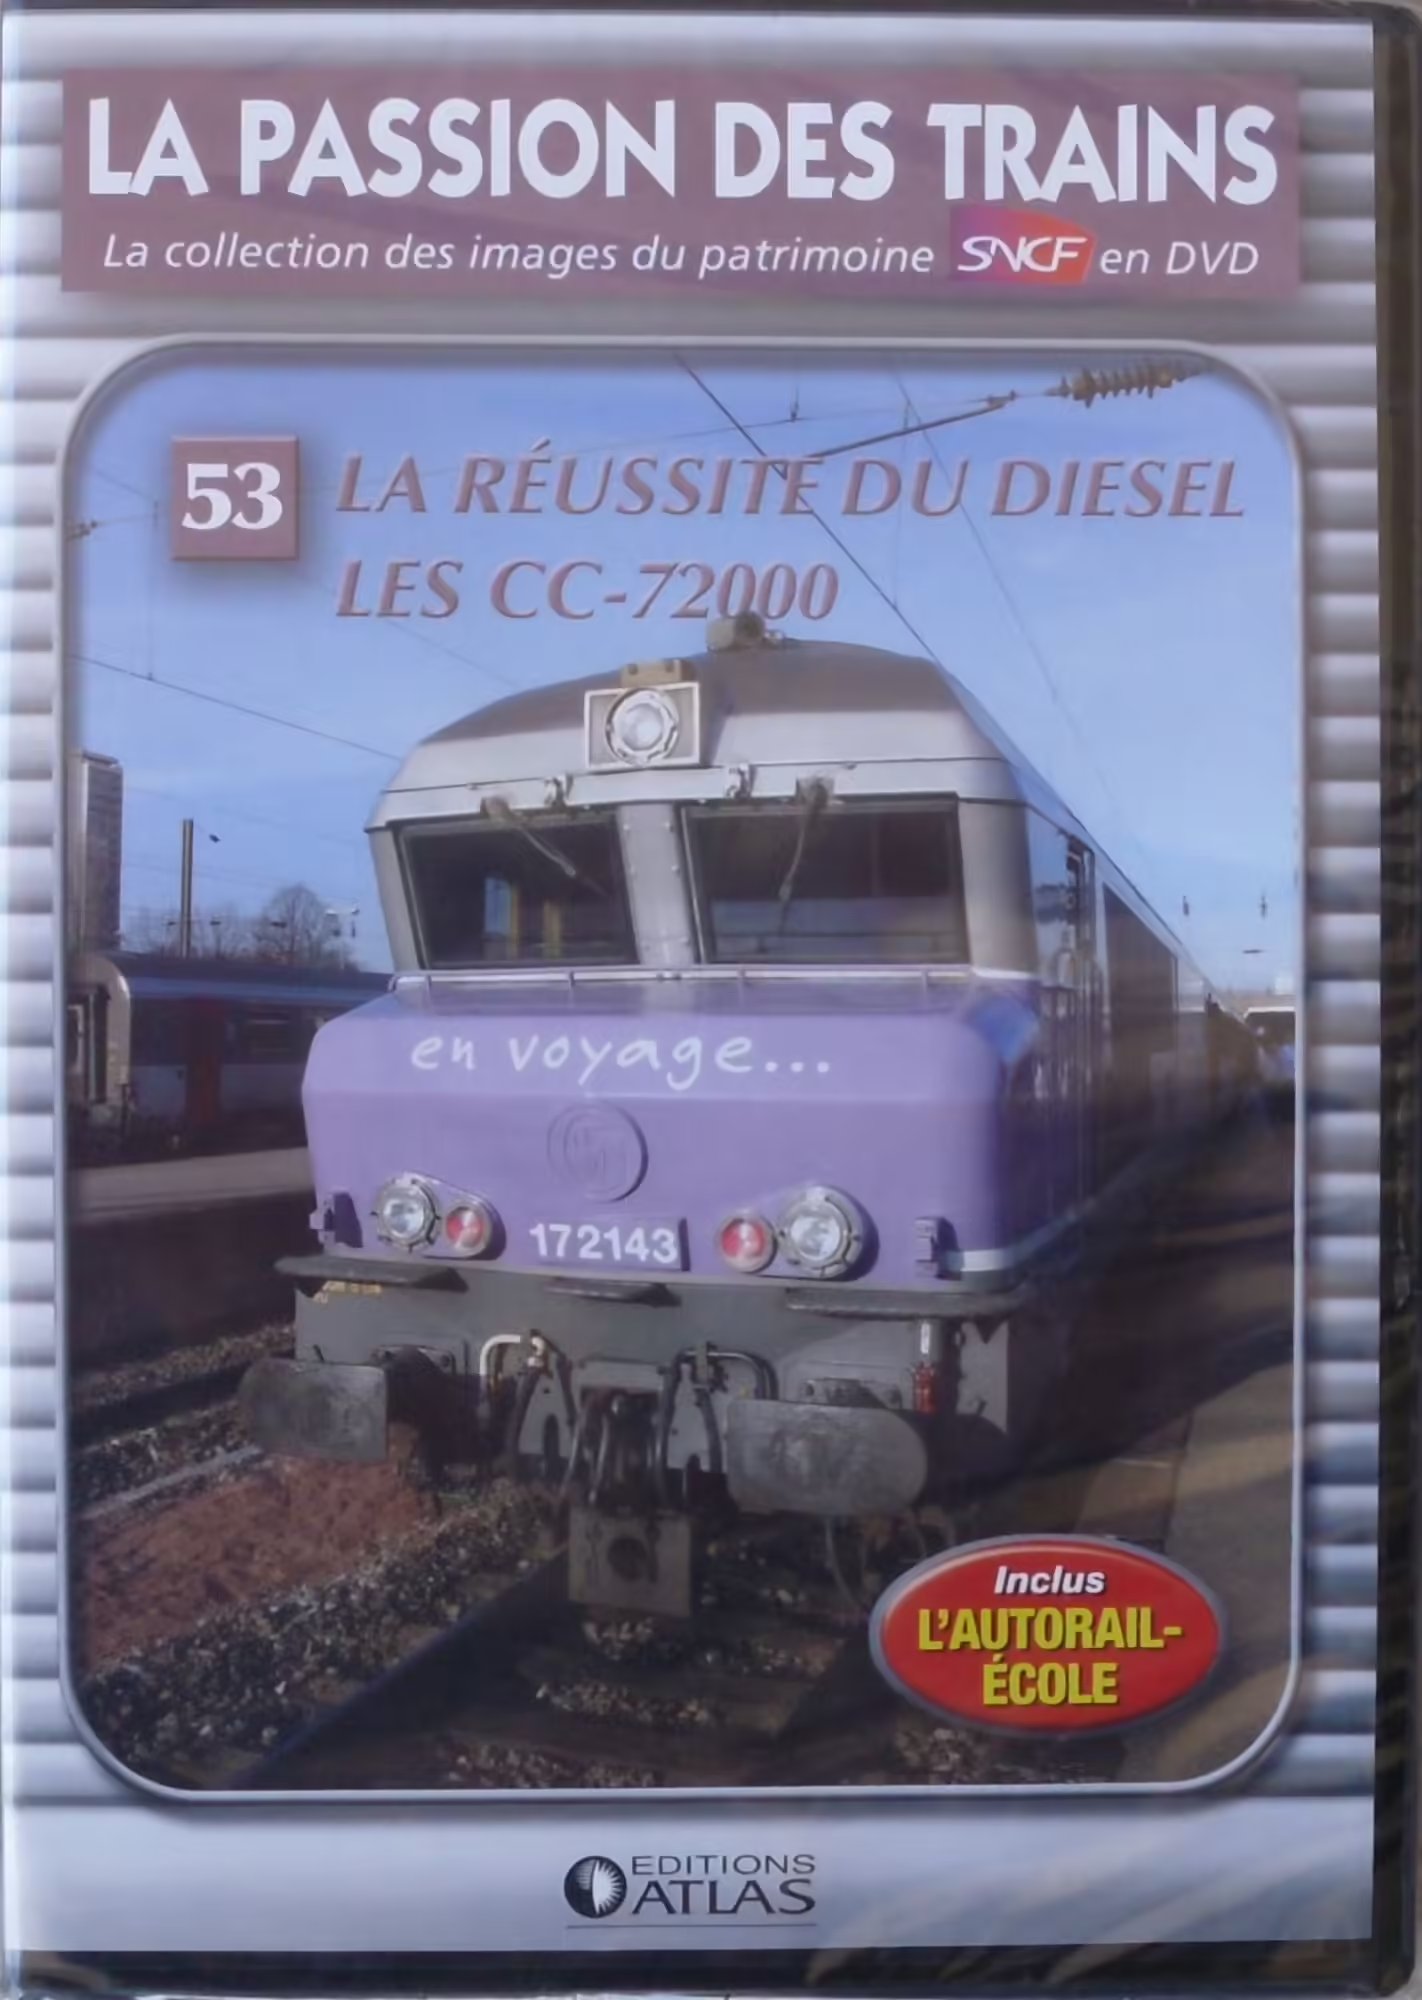 LA PASSION DES TRAINS
La collection des images du patrimoine SNCF en DVD
53 LA RÉUSSITE DU DIESEL
LES CC-72000
en voyage...
172143
Inclus
L'AUTORAIL-
ÉCOLE
EDITIONS
ATLAS